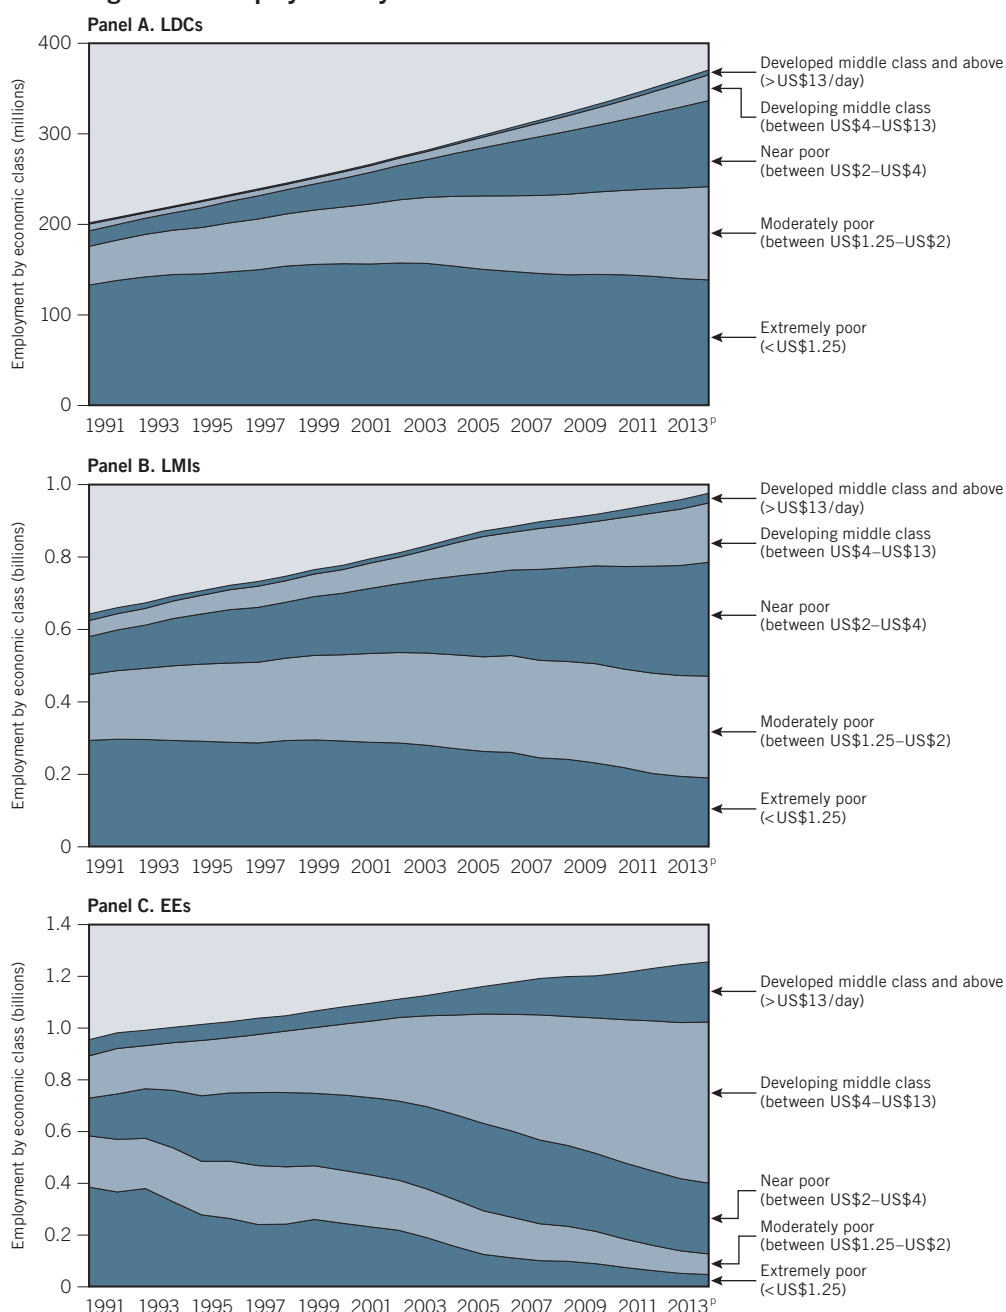 Panel A. LDCs
Employment by economic class (millions)
400
300
200
100
0
1991 1993 1995 1997 1999 2001 2003 2005 2007 2009 2011 2013p
Developed middle class and above
(>US$13/day)
Developing middle class
(between US$4–US$13)
Near poor
(between US$2–US$4)
Moderately poor
(between US$1.25–US$2)
Extremely poor
(<US$1.25)
Panel B. LMIs
Employment by economic class (billions)
1.0
0.8
0.6
0.4
0.2
0
1991 1993 1995 1997 1999 2001 2003 2005 2007 2009 2011 2013p
Developed middle class and above
(>US$13/day)
Developing middle class
(between US$4–US$13)
Near poor
(between US$2–US$4)
Moderately poor
(between US$1.25–US$2)
Extremely poor
(<US$1.25)
Panel C. EEs
Employment by economic class (billions)
1.4
1.2
1.0
0.8
0.6
0.4
0.2
0
1991 1993 1995 1997 1999 2001 2003 2005 2007 2009 2011 2013p
Developed middle class and above
(>US$13/day)
Developing middle class
(between US$4–US$13)
Near poor
(between US$2–US$4)
Moderately poor
(between US$1.25–US$2)
Extremely poor
(<US$1.25)